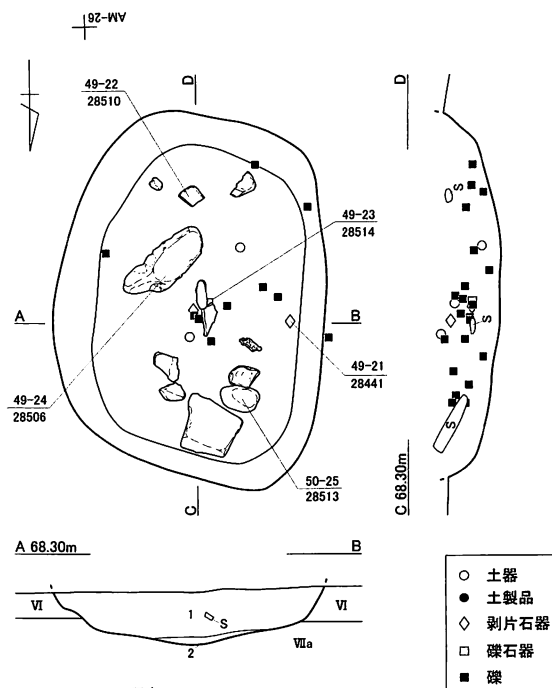 AM-26
D
D
49-22
28510
S
49-23
28514
A
B
S
49-21
28441
49-24
28506
S
50-25
28513
C
C 68.30m
A 68.30m
B
VI
1
S
VI
2
VIIa
○ 土器
● 土製品
◇ 剥片石器
□ 礫石器
■ 礫